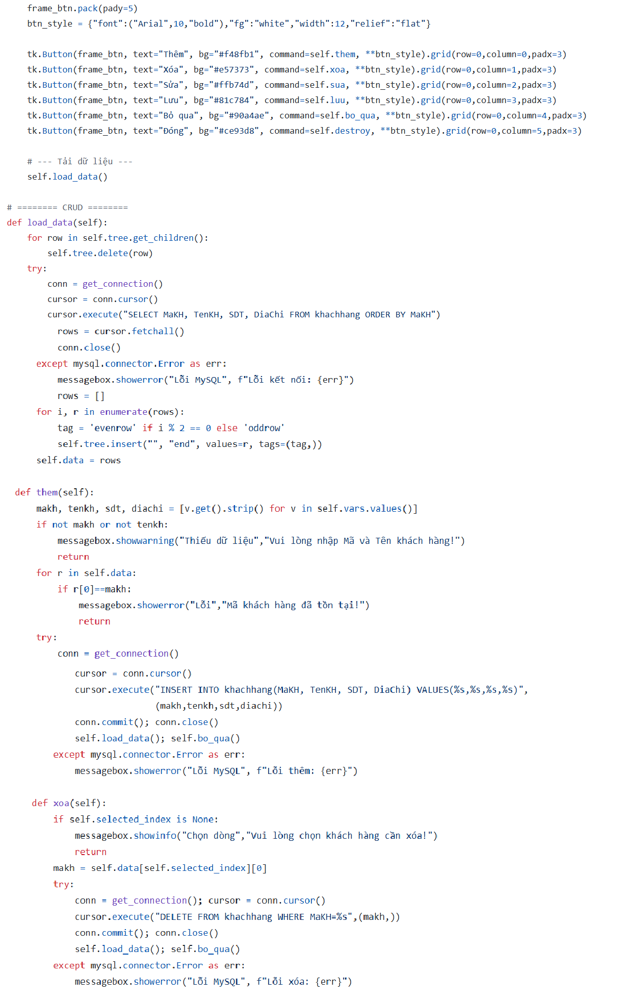 frame_btn.pack(pady=5)
btn_style = {"font":("Arial",10,"bold"),"fg":"white","width":12,"relief":"flat"}
tk.Button(frame_btn, text="Thêm", bg="#f48fb1", command=self.them, **btn_style).grid(row=0,column=0,padx=3)
tk.Button(frame_btn, text="Xóa", bg="#e57373", command=self.xoa, **btn_style).grid(row=0,column=1,padx=3)
tk.Button(frame_btn, text="Sửa", bg="#ffb74d", command=self.sua, **btn_style).grid(row=0,column=2,padx=3)
tk.Button(frame_btn, text="Lưu", bg="#81c784", command=self.luu, **btn_style).grid(row=0,column=3,padx=3)
tk.Button(frame_btn, text="Bỏ qua", bg="#90a4ae", command=self.bo_qua, **btn_style).grid(row=0,column=4,padx=3)
tk.Button(frame_btn, text="Đóng", bg="#ce93d8", command=self.destroy, **btn_style).grid(row=0,column=5,padx=3)
# --- Tải dữ liệu ---
self.load_data()
# ======== CRUD ========
def load_data(self):
for row in self.tree.get_children():
self.tree.delete(row)
try:
conn = get_connection()
cursor = conn.cursor()
cursor.execute("SELECT MaKH, TenKH, SDT, DiaChi FROM khachhang ORDER BY MaKH")
rows = cursor.fetchall()
conn.close()
except mysql.connector.Error as err:
messagebox.showerror("Lỗi MySQL", f"Lỗi kết nối: {err}")
rows = []
for i, r in enumerate(rows):
tag = 'evenrow' if i % 2 == 0 else 'oddrow'
self.tree.insert("", "end", values=r, tags=(tag,))
self.data = rows
def them(self):
makh, tenkh, sdt, diachi = [v.get().strip() for v in self.vars.values()]
if not makh or not tenkh:
messagebox.showwarning("Thiếu dữ liệu","Vui lòng nhập Mã và Tên khách hàng!")
return
for r in self.data:
if r[0]==makh:
messagebox.showerror("Lỗi","Mã khách hàng đã tồn tại!")
return
try:
conn = get_connection()
cursor = conn.cursor()
cursor.execute("INSERT INTO khachhang(MaKH, TenKH, SDT, DiaChi) VALUES(%s,%s,%s,%s)",
(makh,tenkh,sdt,diachi))
conn.commit(); conn.close()
self.load_data(); self.bo_qua()
except mysql.connector.Error as err:
messagebox.showerror("Lỗi MySQL", f"Lỗi thêm: {err}")
def xoa(self):
if self.selected_index is None:
messagebox.showinfo("Chọn dòng","Vui lòng chọn khách hàng cần xóa!")
return
makh = self.data[self.selected_index][0]
try:
conn = get_connection(); cursor = conn.cursor()
cursor.execute("DELETE FROM khachhang WHERE MaKH=%s",(makh,))
conn.commit(); conn.close()
self.load_data(); self.bo_qua()
except mysql.connector.Error as err:
messagebox.showerror("Lỗi MySQL", f"Lỗi xóa: {err}")